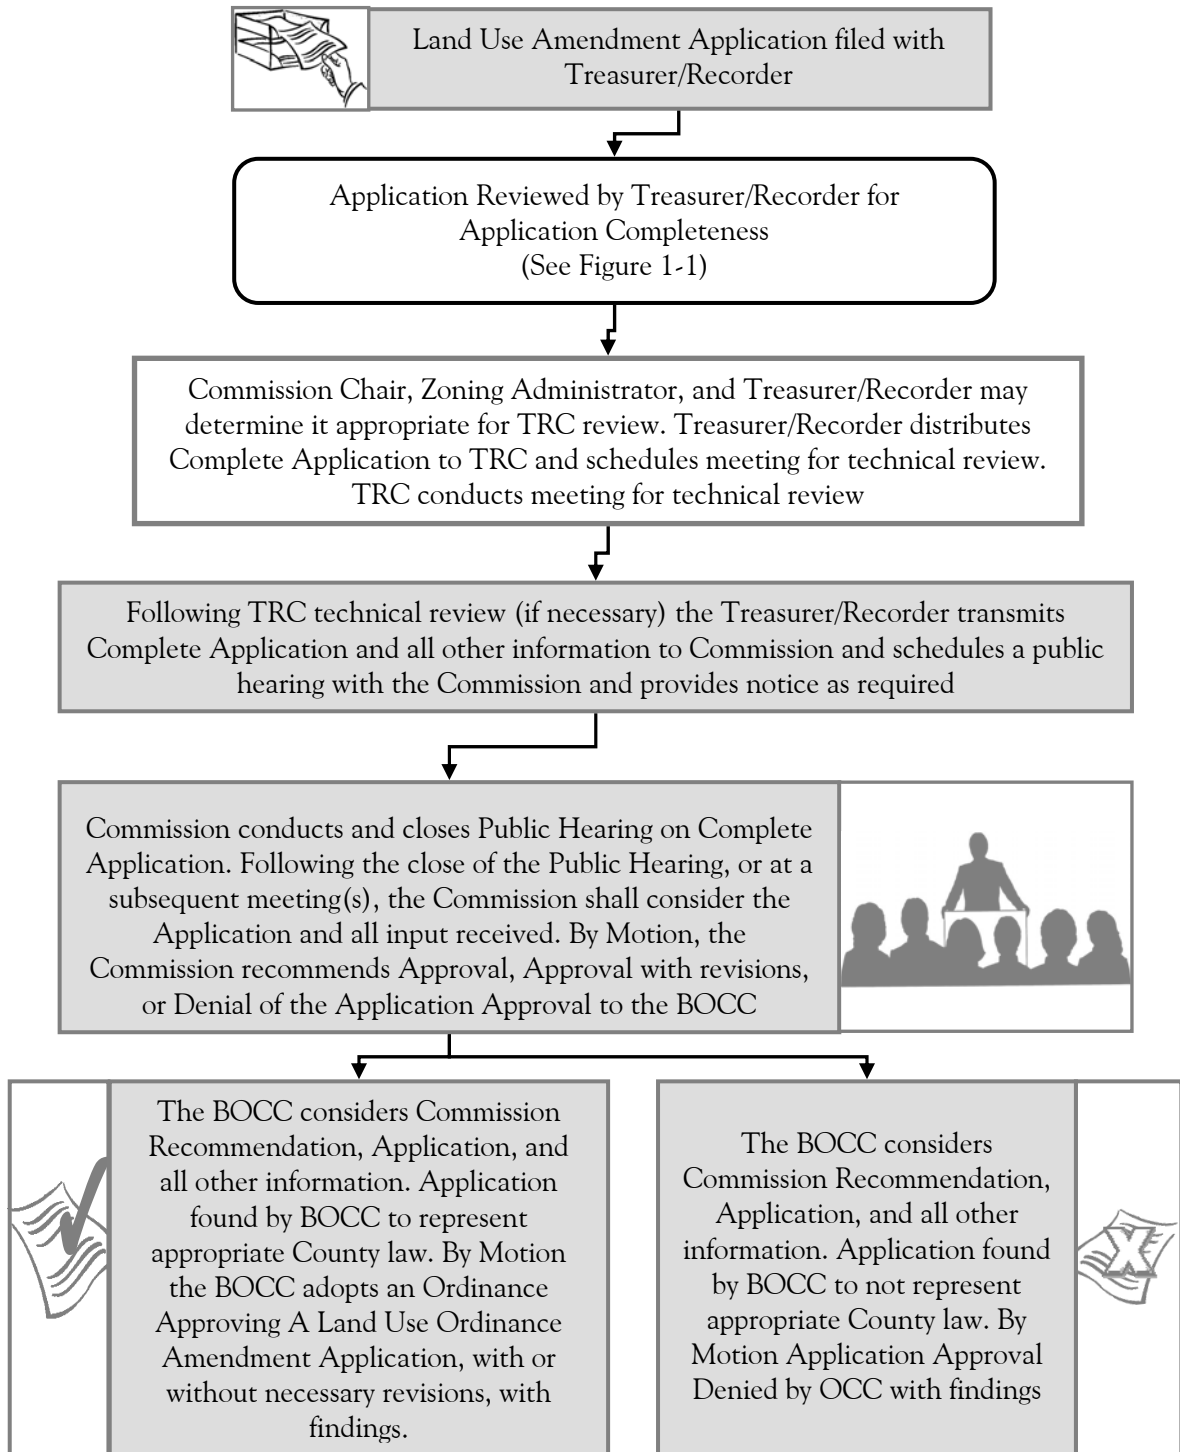 Land Use Amendment Application filed with
Treasurer/Recorder
Application Reviewed by Treasurer/Recorder for
Application Completeness
(See Figure 1-1)
Commission Chair, Zoning Administrator, and Treasurer/Recorder may
determine it appropriate for TRC review. Treasurer/Recorder distributes
Complete Application to TRC and schedules meeting for technical review.
TRC conducts meeting for technical review
Following TRC technical review (if necessary) the Treasurer/Recorder transmits
Complete Application and all other information to Commission and schedules a public
hearing with the Commission and provides notice as required
Commission conducts and closes Public Hearing on Complete
Application. Following the close of the Public Hearing, or at a
subsequent meeting(s), the Commission shall consider the
Application and all input received. By Motion, the
Commission recommends Approval, Approval with revisions,
or Denial of the Application Approval to the BOCC
The BOCC considers Commission
Recommendation, Application, and
all other information. Application
found by BOCC to represent
appropriate County law. By Motion
the BOCC adopts an Ordinance
Approving A Land Use Ordinance
Amendment Application, with or
without necessary revisions, with
findings.
The BOCC considers
Commission Recommendation,
Application, and all other
information. Application found
by BOCC to not represent
appropriate County law. By
Motion Application Approval
Denied by OCC with findings
X